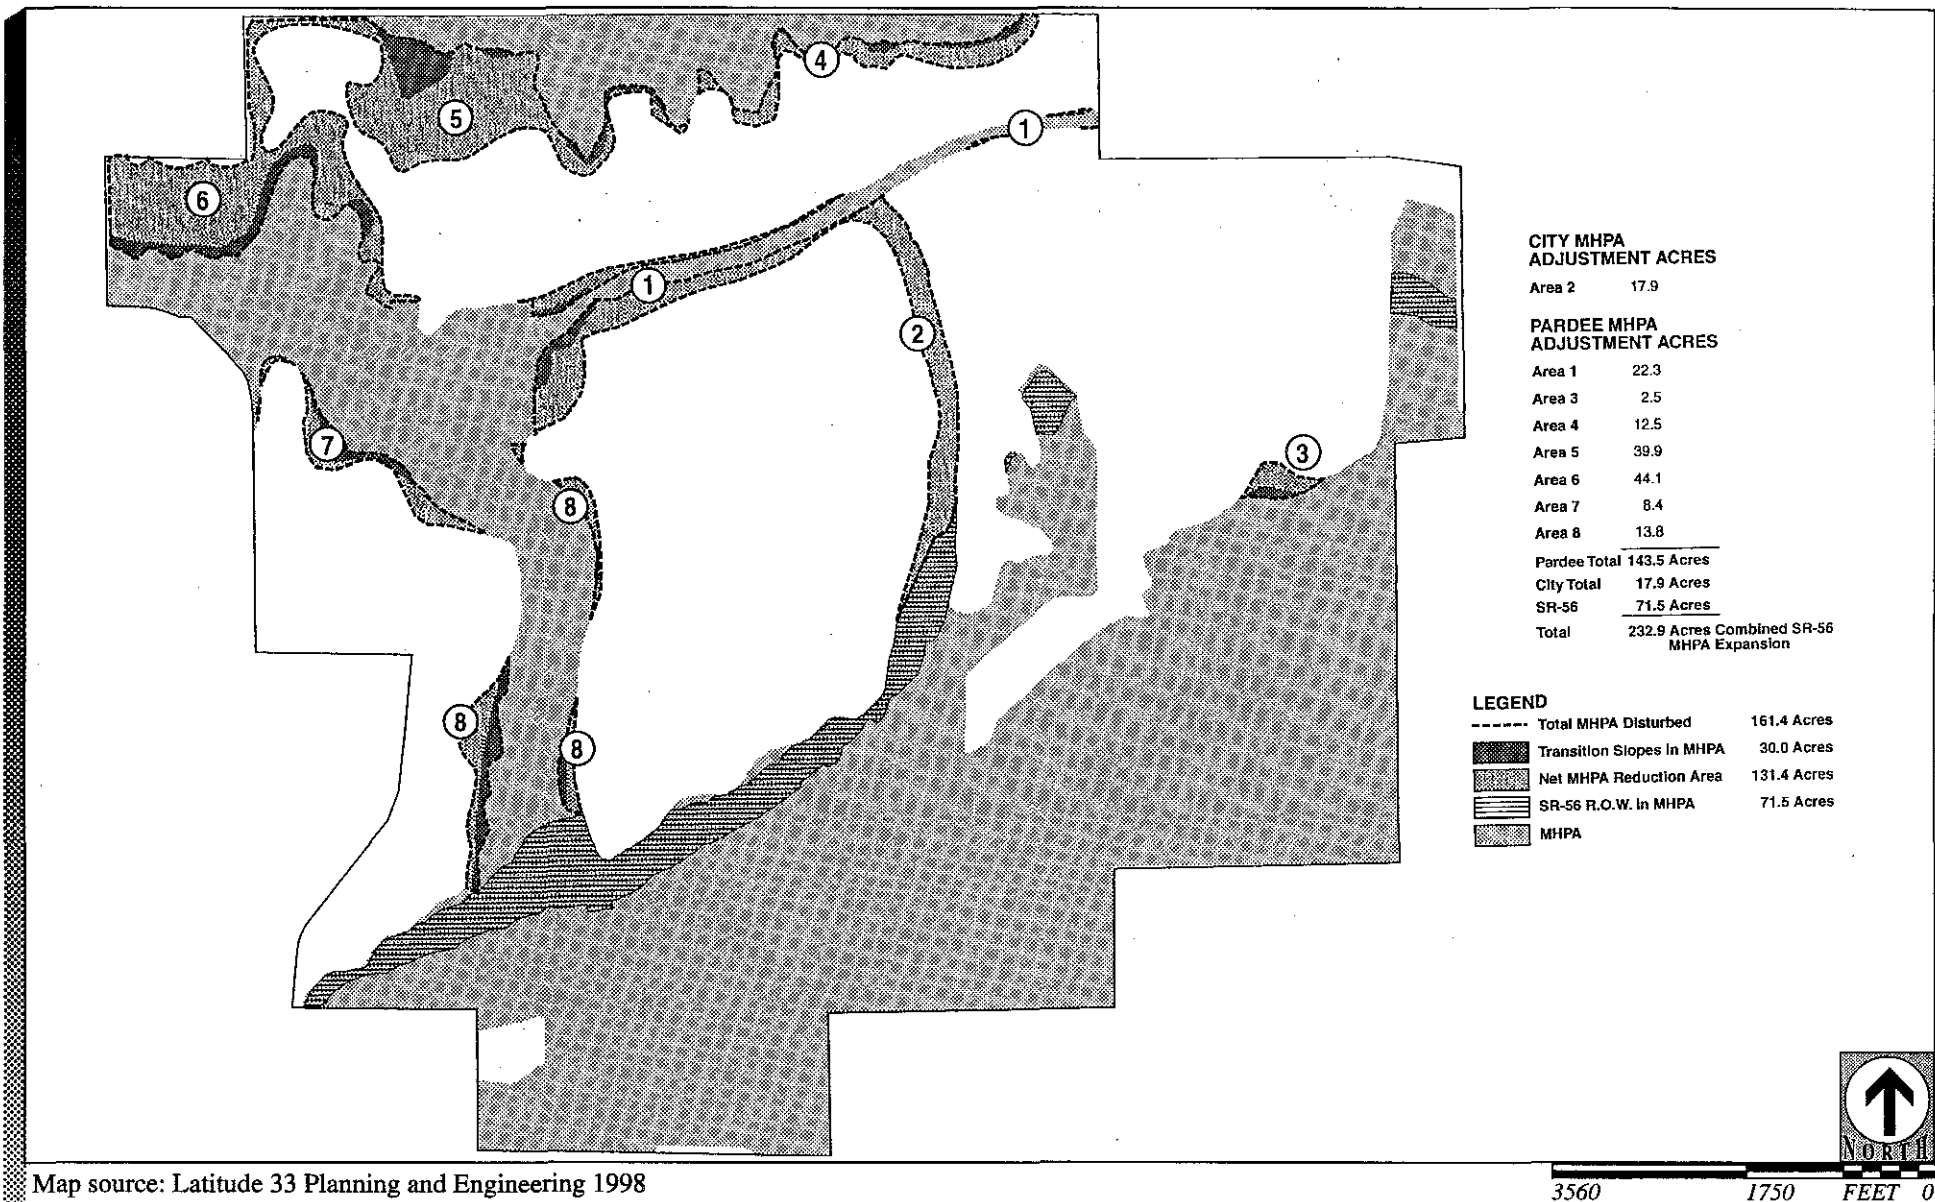 4
5
1
6
1
2
7
3
8
8
8
CITY MHPA
ADJUSTMENT ACRES
Area 2 17.9
PARDEE MHPA
ADJUSTMENT ACRES
Area 1 22.3
Area 3 2.5
Area 4 12.5
Area 5 39.9
Area 6 44.1
Area 7 8.4
Area 8 13.8
Pardee Total 143.5 Acres
City Total 17.9 Acres
SR-56 71.5 Acres
Total 232.9 Acres Combined SR-56
MHPA Expansion
LEGEND
Total MHPA Disturbed 161.4 Acres
Transition Slopes in MHPA 30.0 Acres
Net MHPA Reduction Area 131.4 Acres
SR-56 R.O.W. in MHPA 71.5 Acres
MHPA
NORTH
Map source: Latitude 33 Planning and Engineering 1998
3560 1750 FEET 0